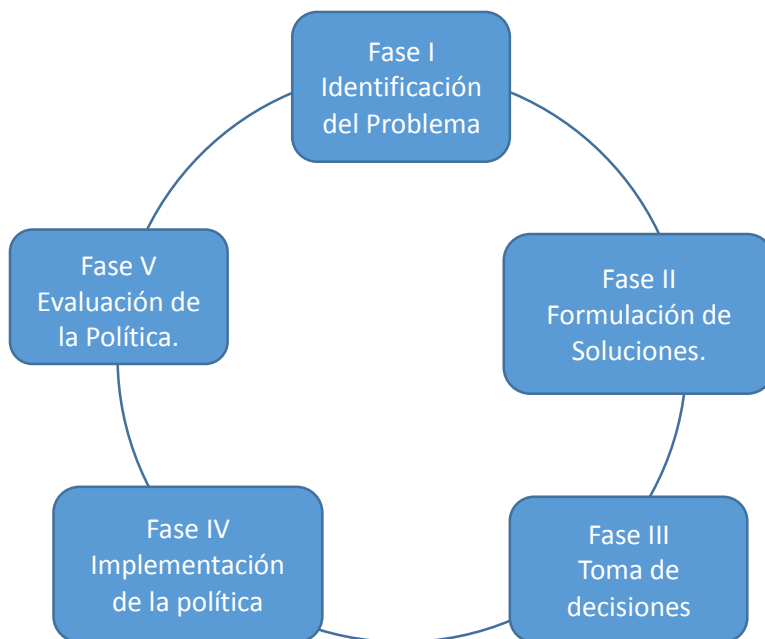 Fase I
Identificación
del Problema
Fase II
Formulación de
Soluciones.
Fase III
Toma de
decisiones
Fase IV
Implementación
de la política
Fase V
Evaluación de
la Política.